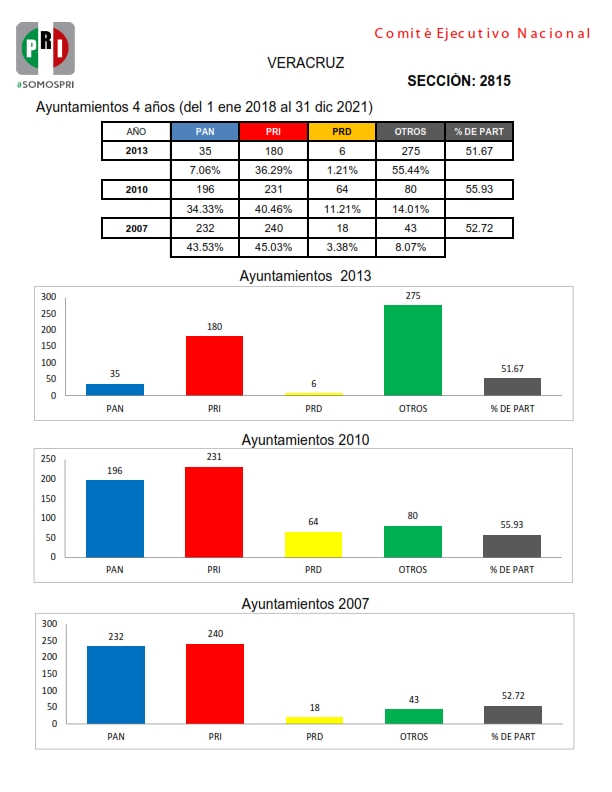 Comité Ejecutivo Nacional
PRI
#SOMOSPRI
VERACRUZ
SECCIÓN: 2815
Ayuntamientos 4 años (del 1 ene 2018 al 31 dic 2021)
AÑO PAN PRI PRD OTROS % DE PART
2013 35 180 6 275 51.67
7.06% 36.29% 1.21% 55.44%
2010 196 231 64 80 55.93
34.33% 40.46% 11.21% 14.01%
2007 232 240 18 43 52.72
43.53% 45.03% 3.38% 8.07%
Ayuntamientos 2013
300
250
200
150
100
50
0
35 180 6 275 51.67
PAN PRI PRD OTROS % DE PART
Ayuntamientos 2010
250
200
150
100
50
0
196 231 64 80 55.93
PAN PRI PRD OTROS % DE PART
Ayuntamientos 2007
300
250
200
150
100
50
0
232 240 18 43 52.72
PAN PRI PRD OTROS % DE PART